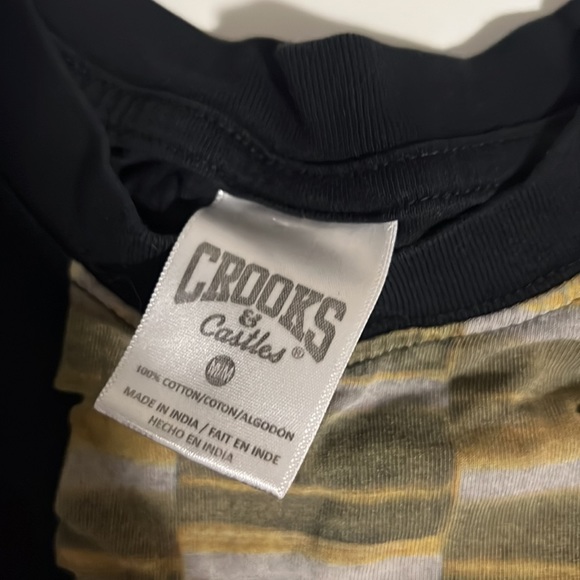 CROOKS
&
Castles®
M/M
100% COTTON/COTON/ALGODÓN
MADE IN INDIA / FAIT EN INDE
HECHO EN INDIA